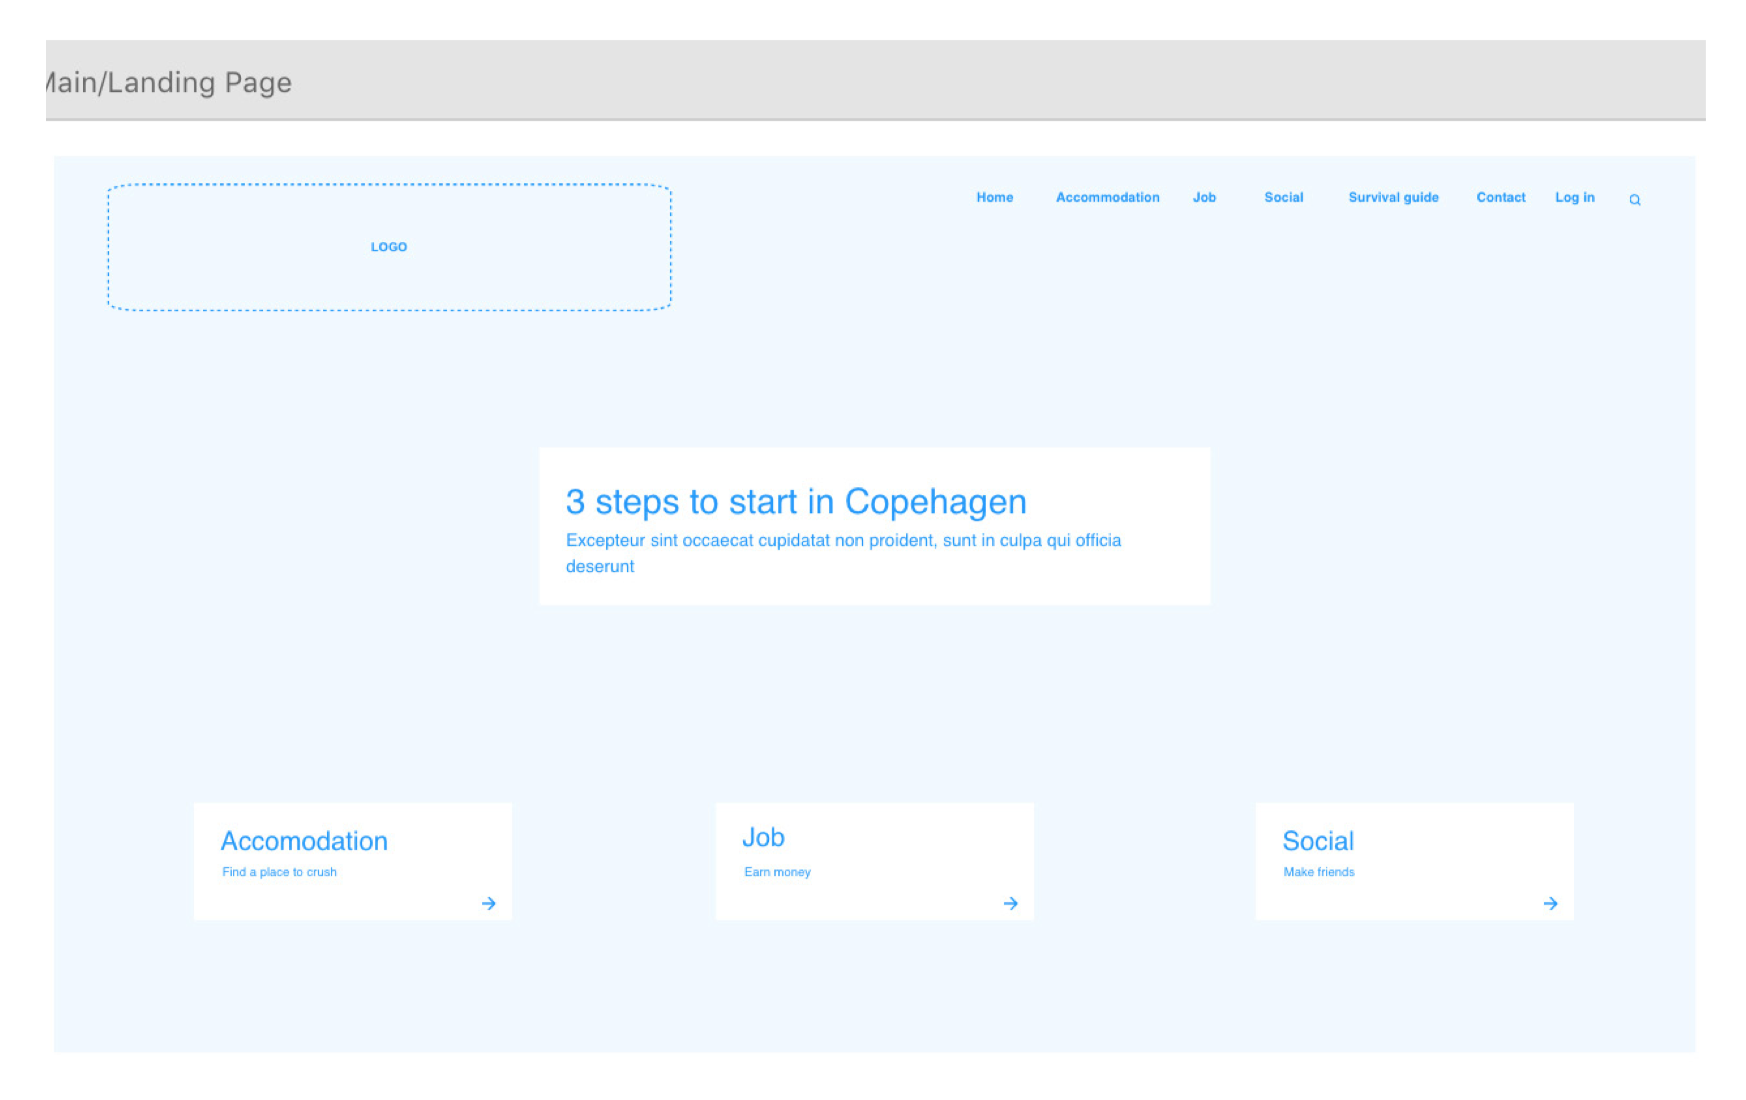 Main/Landing Page
LOGO
Home Accommodation Job Social Survival guide Contact Log in
3 steps to start in Copehagen
Excepteur sint occaecat cupidatat non proident, sunt in culpa qui officia
deserunt
Accomodation
Find a place to crush
Job
Earn money
Social
Make friends